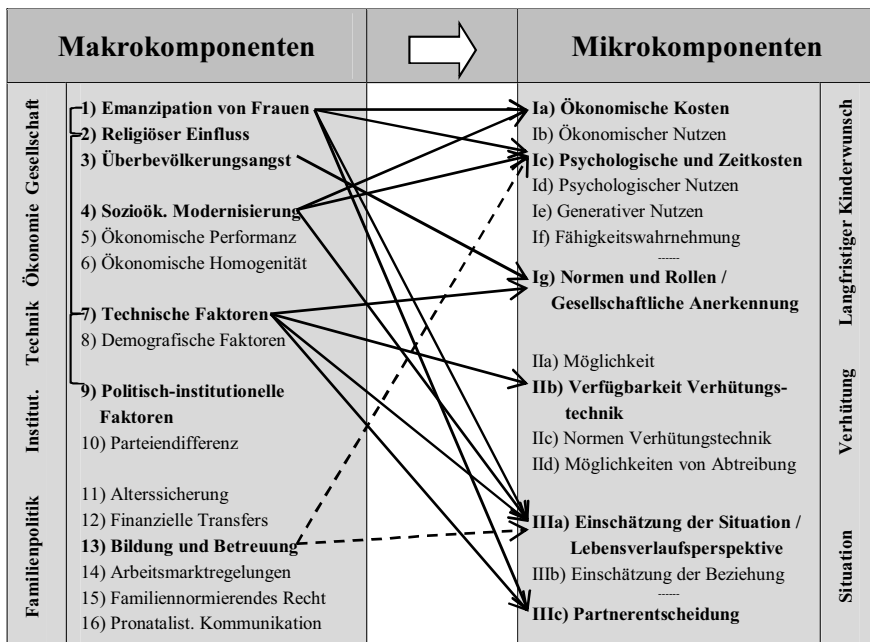 Makrokomponenten
Mikrokomponenten
Gesellschaft
Ökonomie
Technik
Institut.
Familienpolitik
1) Emanzipation von Frauen
2) Religiöser Einfluss
3) Überbevölkerungsangst
4) Sozioök. Modernisierung
5) Ökonomische Performanz
6) Ökonomische Homogenität
7) Technische Faktoren
8) Demografische Faktoren
9) Politisch-institutionelle
Faktoren
10) Parteiendifferenz
11) Alterssicherung
12) Finanzielle Transfers
13) Bildung und Betreuung
14) Arbeitsmarktregelungen
15) Familiennormierendes Recht
16) Pronatalist. Kommunikation
Ia) Ökonomische Kosten
Ib) Ökonomischer Nutzen
Ic) Psychologische und Zeitkosten
Id) Psychologischer Nutzen
Ie) Generativer Nutzen
If) Fähigkeitswahrnehmung
------
Ig) Normen und Rollen /
Gesellschaftliche Anerkennung
IIa) Möglichkeit
IIb) Verfügbarkeit Verhütungs-
technik
IIc) Normen Verhütungstechnik
IId) Möglichkeiten von Abtreibung
IIIa) Einschätzung der Situation /
Lebensverlaufsperspektive
IIIb) Einschätzung der Beziehung
------
IIIc) Partnerentscheidung
Langfristiger Kinderwunsch
Verhütung
Situation